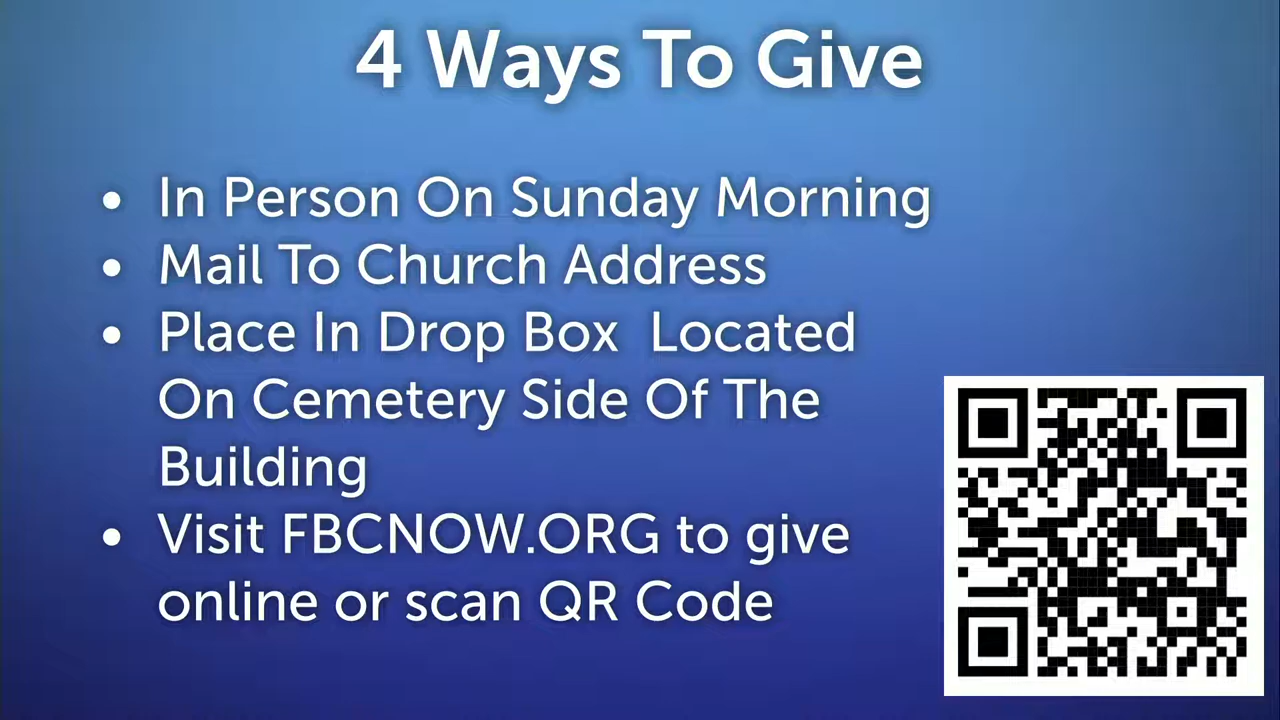 4 Ways To Give
• In Person On Sunday Morning
• Mail To Church Address
• Place In Drop Box  Located
On Cemetery Side Of The
Building
• Visit FBCNOW.ORG to give
online or scan QR Code